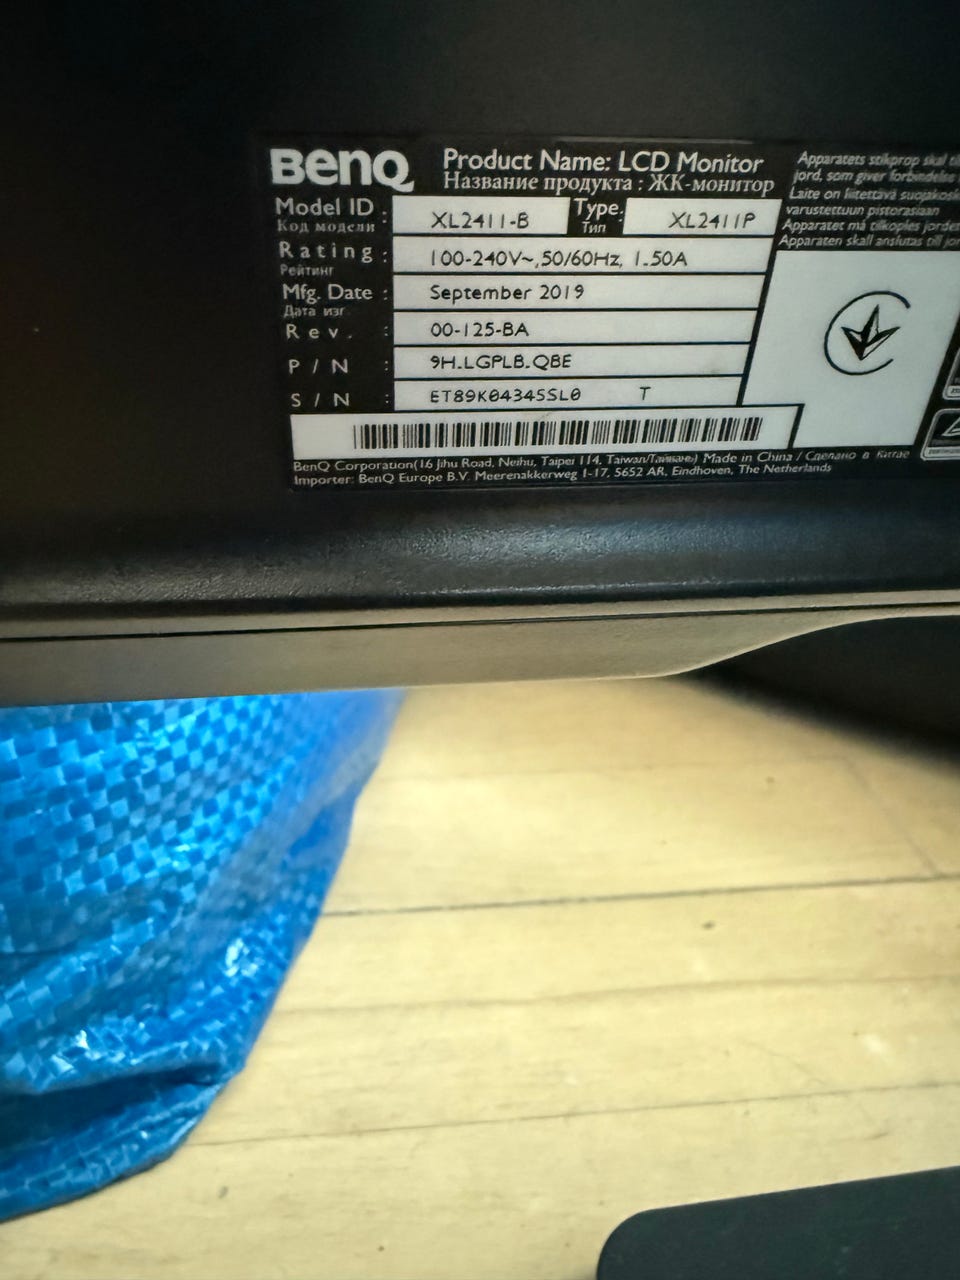 BenQ
Product Name: LCD Monitor
Название продукта : ЖК-монитор
Model ID : XL2411-B Type: XL2411P
Код модели Тип
Rating : 100-240V~, 50/60Hz, 1.50A
Рейтинг
Mfg. Date : September 2019
Дата изг
Rev. : 00-125-BA
P/N : 9H.LGPLB.QBE
S/N : ET89K04345SL0 T
BenQ Corporation(16 Jihu Road, Neihu, Taipei 114, Taiwan/Тайвань) Made in China / Сделано в Китае
Importer: BenQ Europe B.V. Meerenakkerweg 1-17, 5652 AR, Eindhoven, The Netherlands
Apparatets stikprop skal
jord, som giver forbindelse
Laite on liitettävä
varustettuun pistorasiaan
Apparatet må tilkoples
Apparaten skall anslutas till